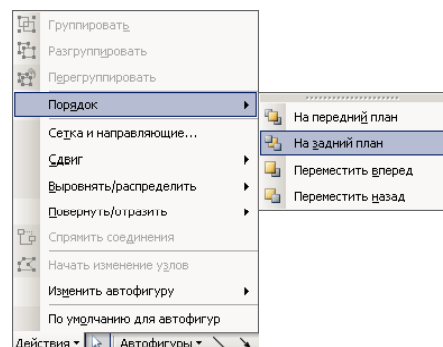 Группировать
Разгруппировать
Перегруппировать
Порядок
Сетка и направляющие...
Сдвиг
Выровнять/распределить
Повернуть/отразить
Спрямить соединения
Начать изменение узлов
Изменить автофигуру
По умолчанию для автофигур
Действия
Автофигуры
На передний план
На задний план
Переместить вперед
Переместить назад